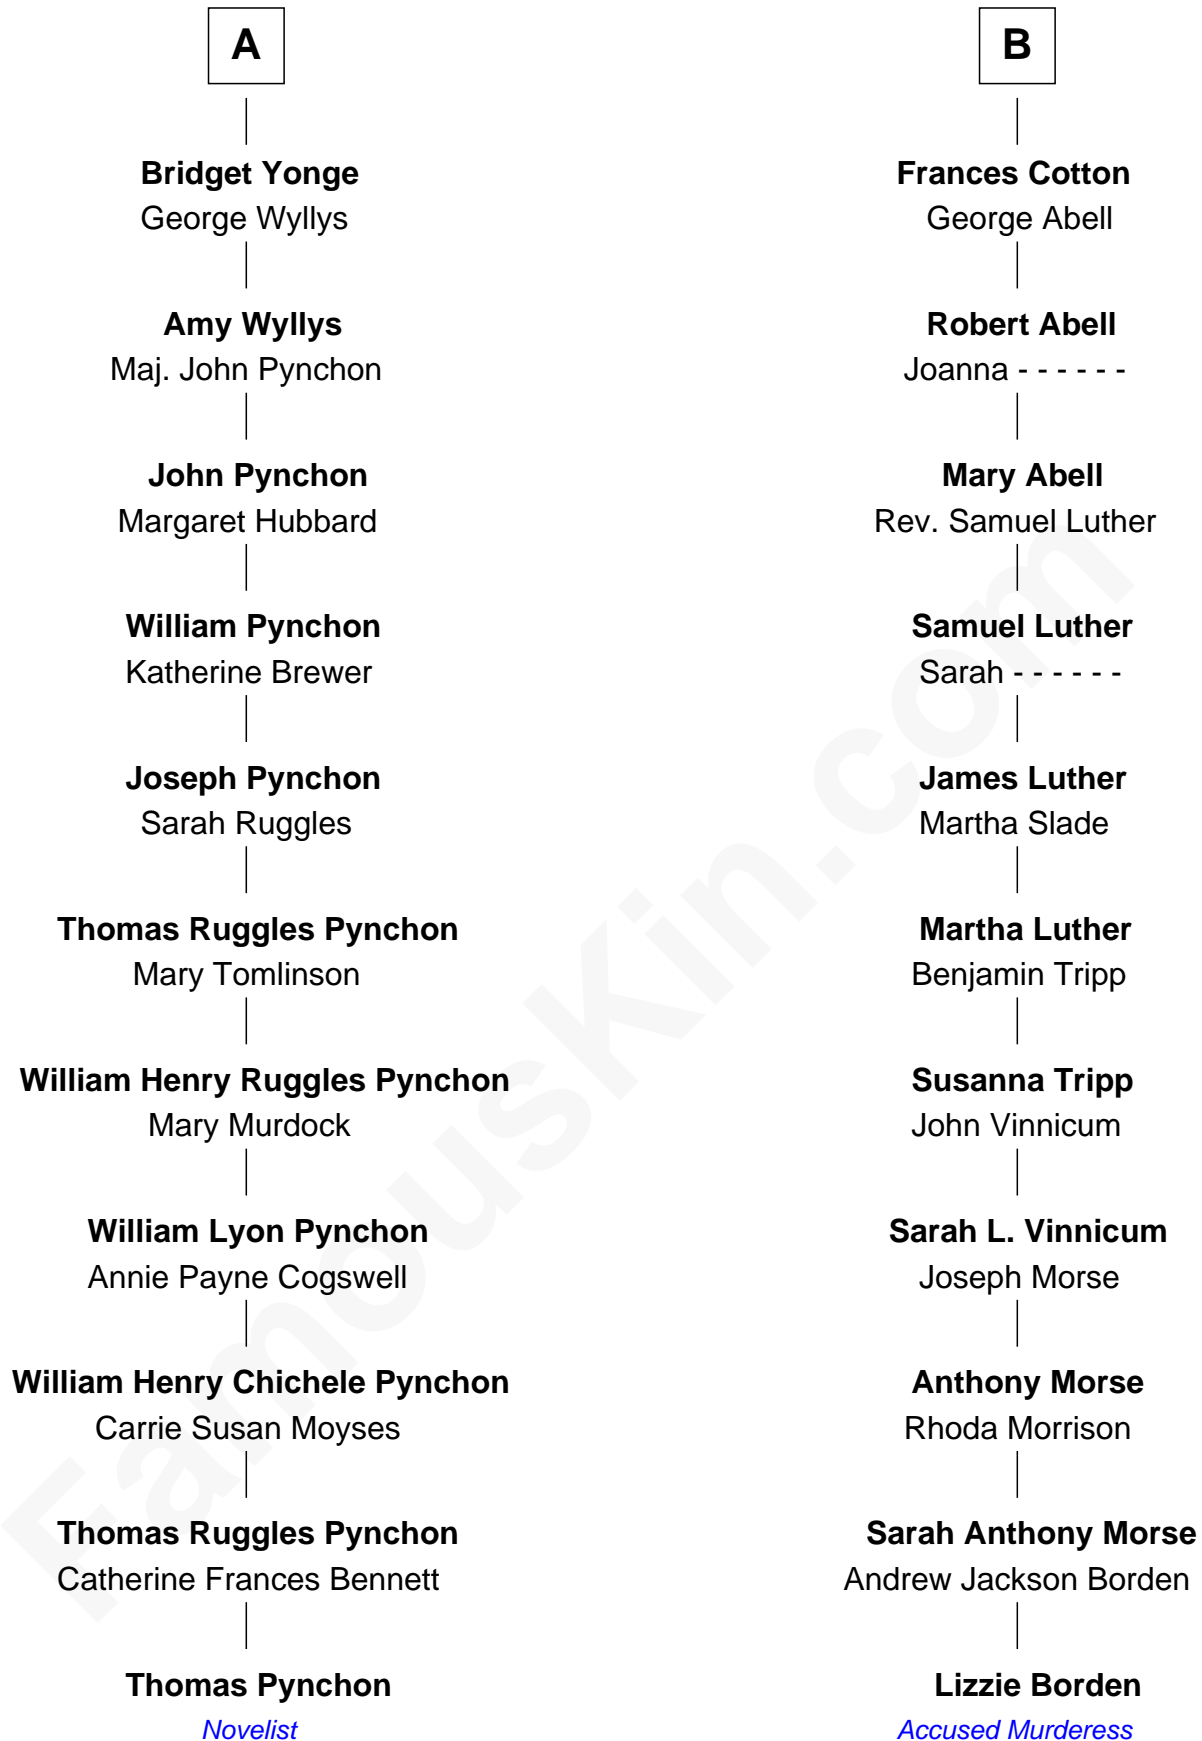 A
Bridget Yonge
George Wyllys
Amy Wyllys
Maj. John Pynchon
John Pynchon
Margaret Hubbard
William Pynchon
Katherine Brewer
Joseph Pynchon
Sarah Ruggles
Thomas Ruggles Pynchon
Mary Tomlinson
William Henry Ruggles Pynchon
Mary Murdock
William Lyon Pynchon
Annie Payne Cogswell
William Henry Chichele Pynchon
Carrie Susan Moyses
Thomas Ruggles Pynchon
Catherine Frances Bennett
Thomas Pynchon
Novelist
B
Frances Cotton
George Abell
Robert Abell
Joanna - - - - - -
Mary Abell
Rev. Samuel Luther
Samuel Luther
Sarah - - - - - -
James Luther
Martha Slade
Martha Luther
Benjamin Tripp
Susanna Tripp
John Vinnicum
Sarah L. Vinnicum
Joseph Morse
Anthony Morse
Rhoda Morrison
Sarah Anthony Morse
Andrew Jackson Borden
Lizzie Borden
Accused Murderess
FamousKin.com